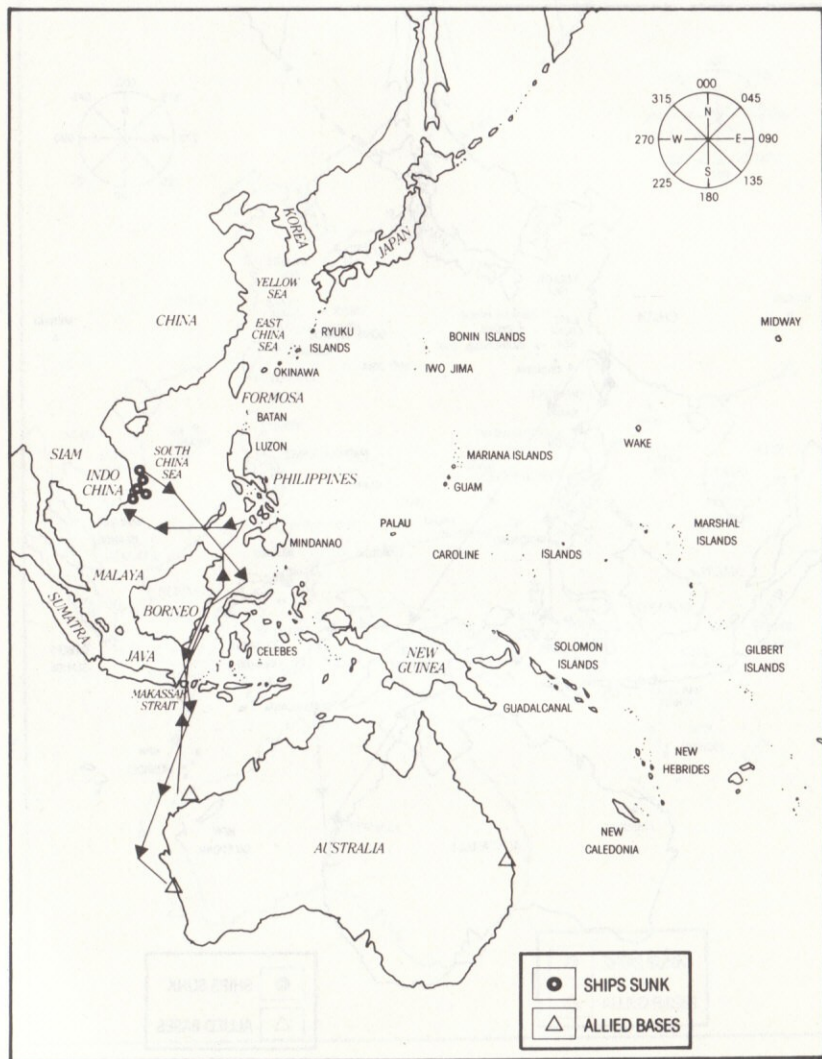 000
315
045
N
270
W
E
090
S
225
135
180
KOREA
JAPAN
YELLOW
SEA
CHINA
EAST
CHINA
SEA
RYUKU
ISLANDS
BONIN ISLANDS
MIDWAY
OKINAWA
IWO JIMA
FORMOSA
BATAN
WAKE
SIAM
SOUTH
CHINA
SEA
LUZON
MARIANA ISLANDS
INDO
CHINA
PHILIPPINES
GUAM
PALAU
MARSHAL
ISLANDS
MINDANAO
CAROLINE
ISLANDS
MALAYA
SUMATRA
BORNEO
JAVA
CELEBES
NEW
GUINEA
SOLOMON
ISLANDS
GILBERT
ISLANDS
MAKASSAR
STRAIT
GUADALCANAL
NEW
HEBRIDES
AUSTRALIA
NEW
CALEDONIA
SHIPS SUNK
ALLIED BASES